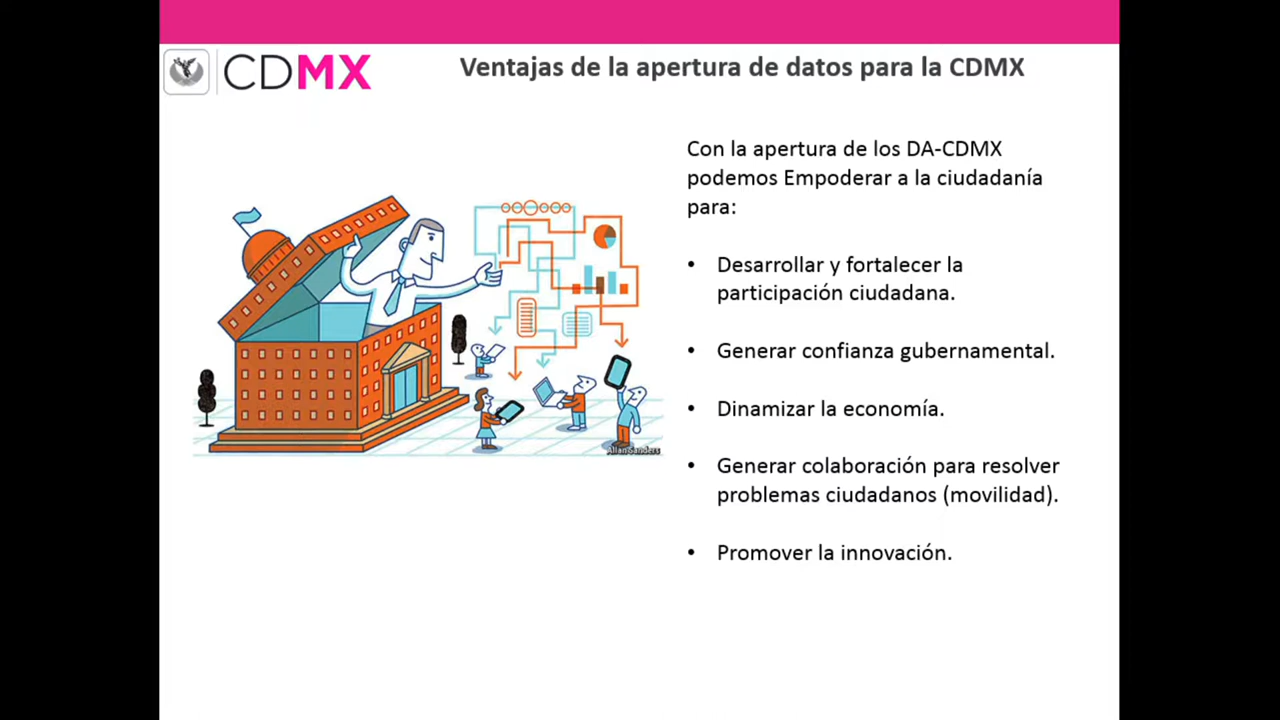 CDMX
Ventajas de la apertura de datos para la CDMX
Con la apertura de los DA-CDMX
podemos Empoderar a la ciudadanía
para:
• Desarrollar y fortalecer la
participación ciudadana.
• Generar confianza gubernamental.
• Dinamizar la economía.
• Generar colaboración para resolver
problemas ciudadanos (movilidad).
• Promover la innovación.
Allan Sanders